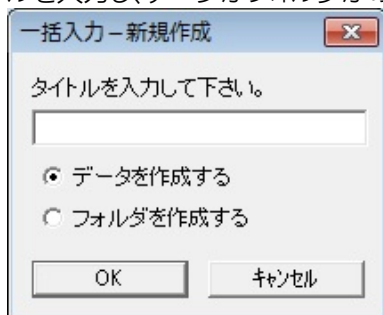 一括入力－新規作成
タイトルを入力して下さい。
データを作成する
フォルダを作成する
OK
キャンセル